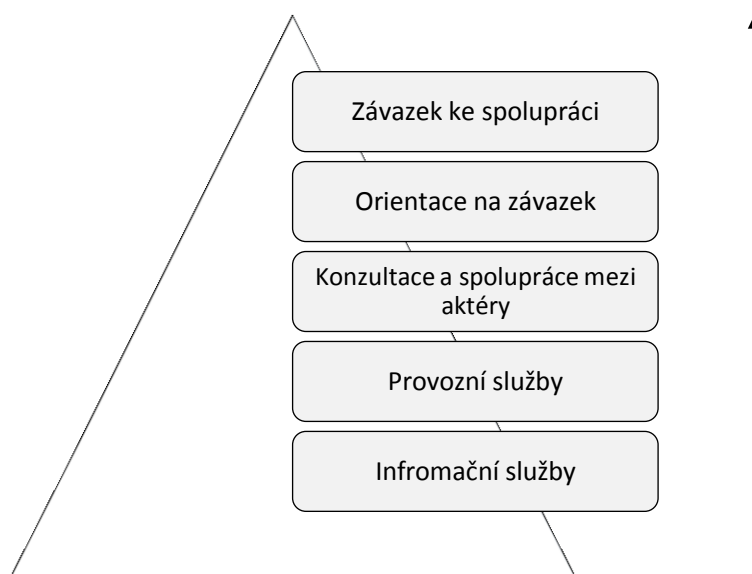 Závazek ke spolupráci
Orientace na závazek
Konzultace a spolupráce mezi
aktéry
Provozní služby
Infromační služby